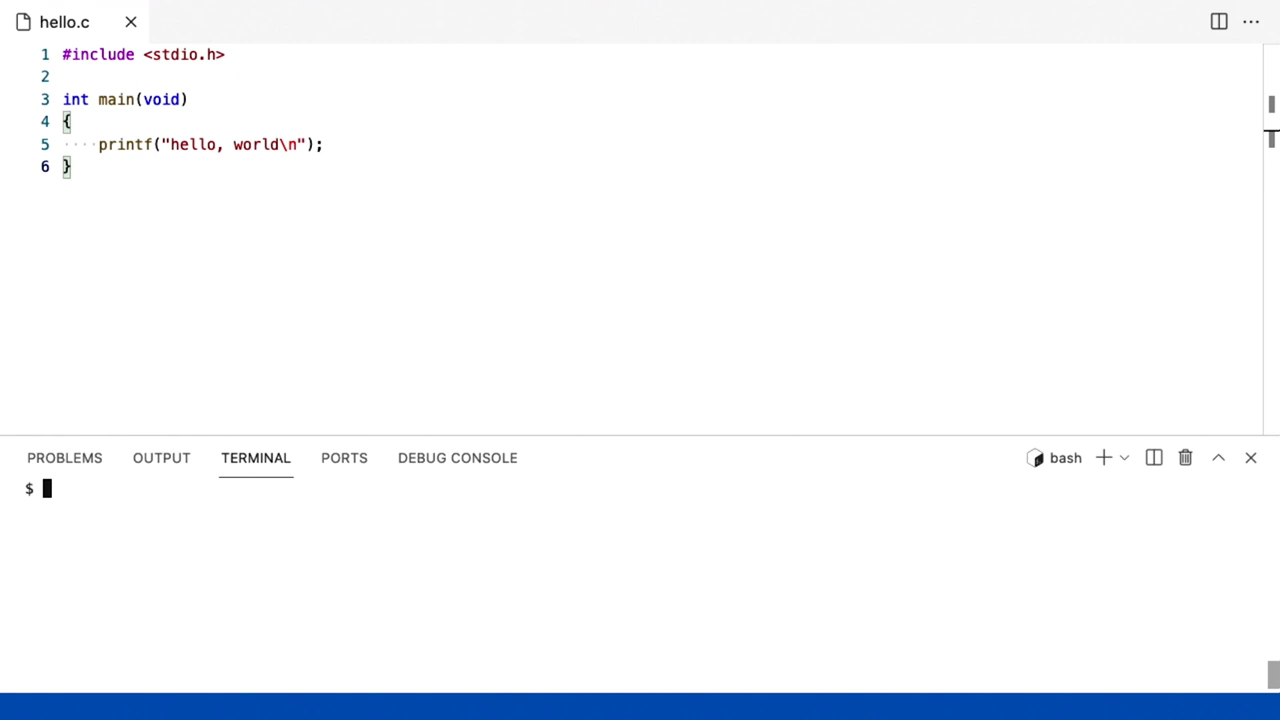 hello.c
1 #include <stdio.h>
2
3 int main(void)
4 {
5 ····printf("hello, world\n");
6 }
PROBLEMS OUTPUT TERMINAL PORTS DEBUG CONSOLE bash
$